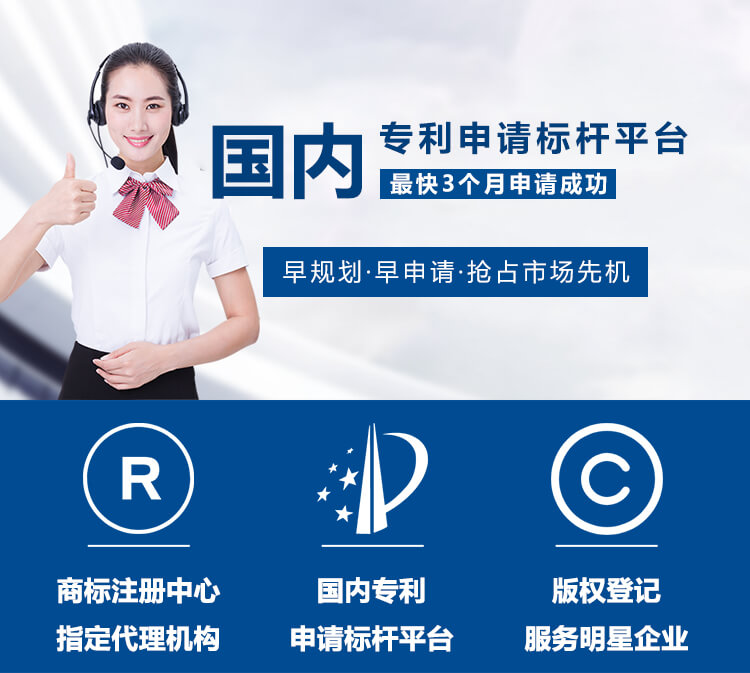 国内
专利申请标杆平台
最快3个月申请成功
早规划·早申请·抢占市场先机
R
C
商标注册中心
指定代理机构
国内专利
申请标杆平台
版权登记
服务明星企业